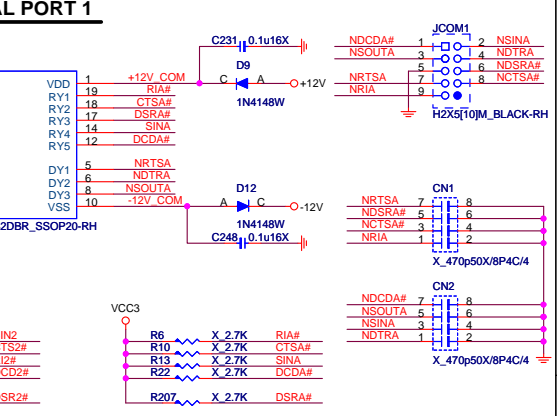 AL PORT 1
C231 0.1u16X
D9
+12V_COM C A +12V
1N4148W
VDD 1
RY1 19 RIA#
RY2 18 CTSA#
RY3 17 DSRA#
RY4 14 SINA
RY5 12 DCDA#
DY1 5 NRTSA
DY2 6 NDTRA
DY3 8 NSOUTA
VSS 10 -12V_COM
2DBR_SSOP20-RH
D12
A C -12V
1N4148W
C248 0.1u16X
JCOM1
NDCDA# 1 2 NSINA
NSOUTA 3 4 NDTRA
5 6 NDSRA#
NRTSA 7 8 NCTSA#
NRIA 9
H2X5[10]M_BLACK-RH
CN1
NRTSA 7 8
NDSRA# 5 6
NCTSA# 3 4
NRIA 1 2
X_470p50X/8P4C/4
CN2
NDCDA# 7 8
NSOUTA 5 6
NSINA 3 4
NDTRA 1 2
X_470p50X/8P4C/4
VCC3
R6 X_2.7K RIA#
R10 X_2.7K CTSA#
R13 X_2.7K SINA
R22 X_2.7K DCDA#
R207 X_2.7K DSRA#
IN2
TS2#
I2#
CD2#
SR2#